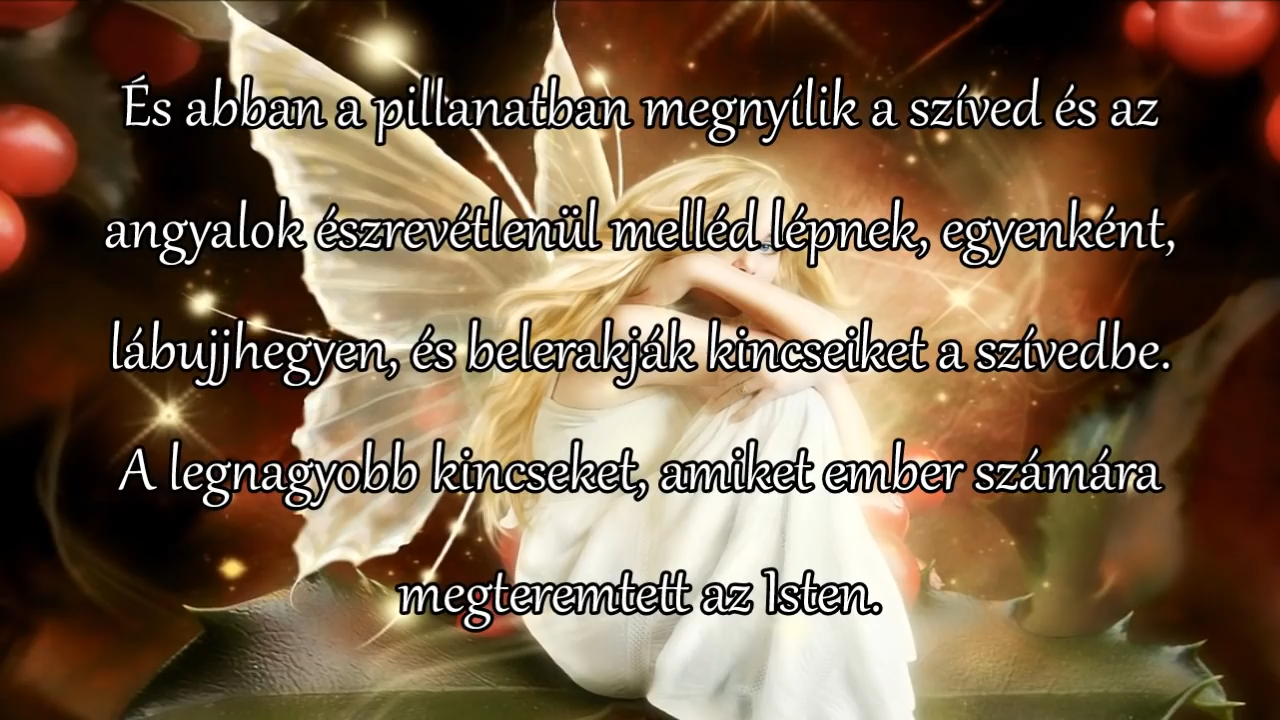 És abban a pillanatban megnyílik a szíved és az
angyalok észrevétlenül melléd lépnek, egyenként,
lábujjhegyen, és belerakják kincseiket a szívedbe.
A legnagyobb kincseket, amiket ember számára
megteremtett az Isten.